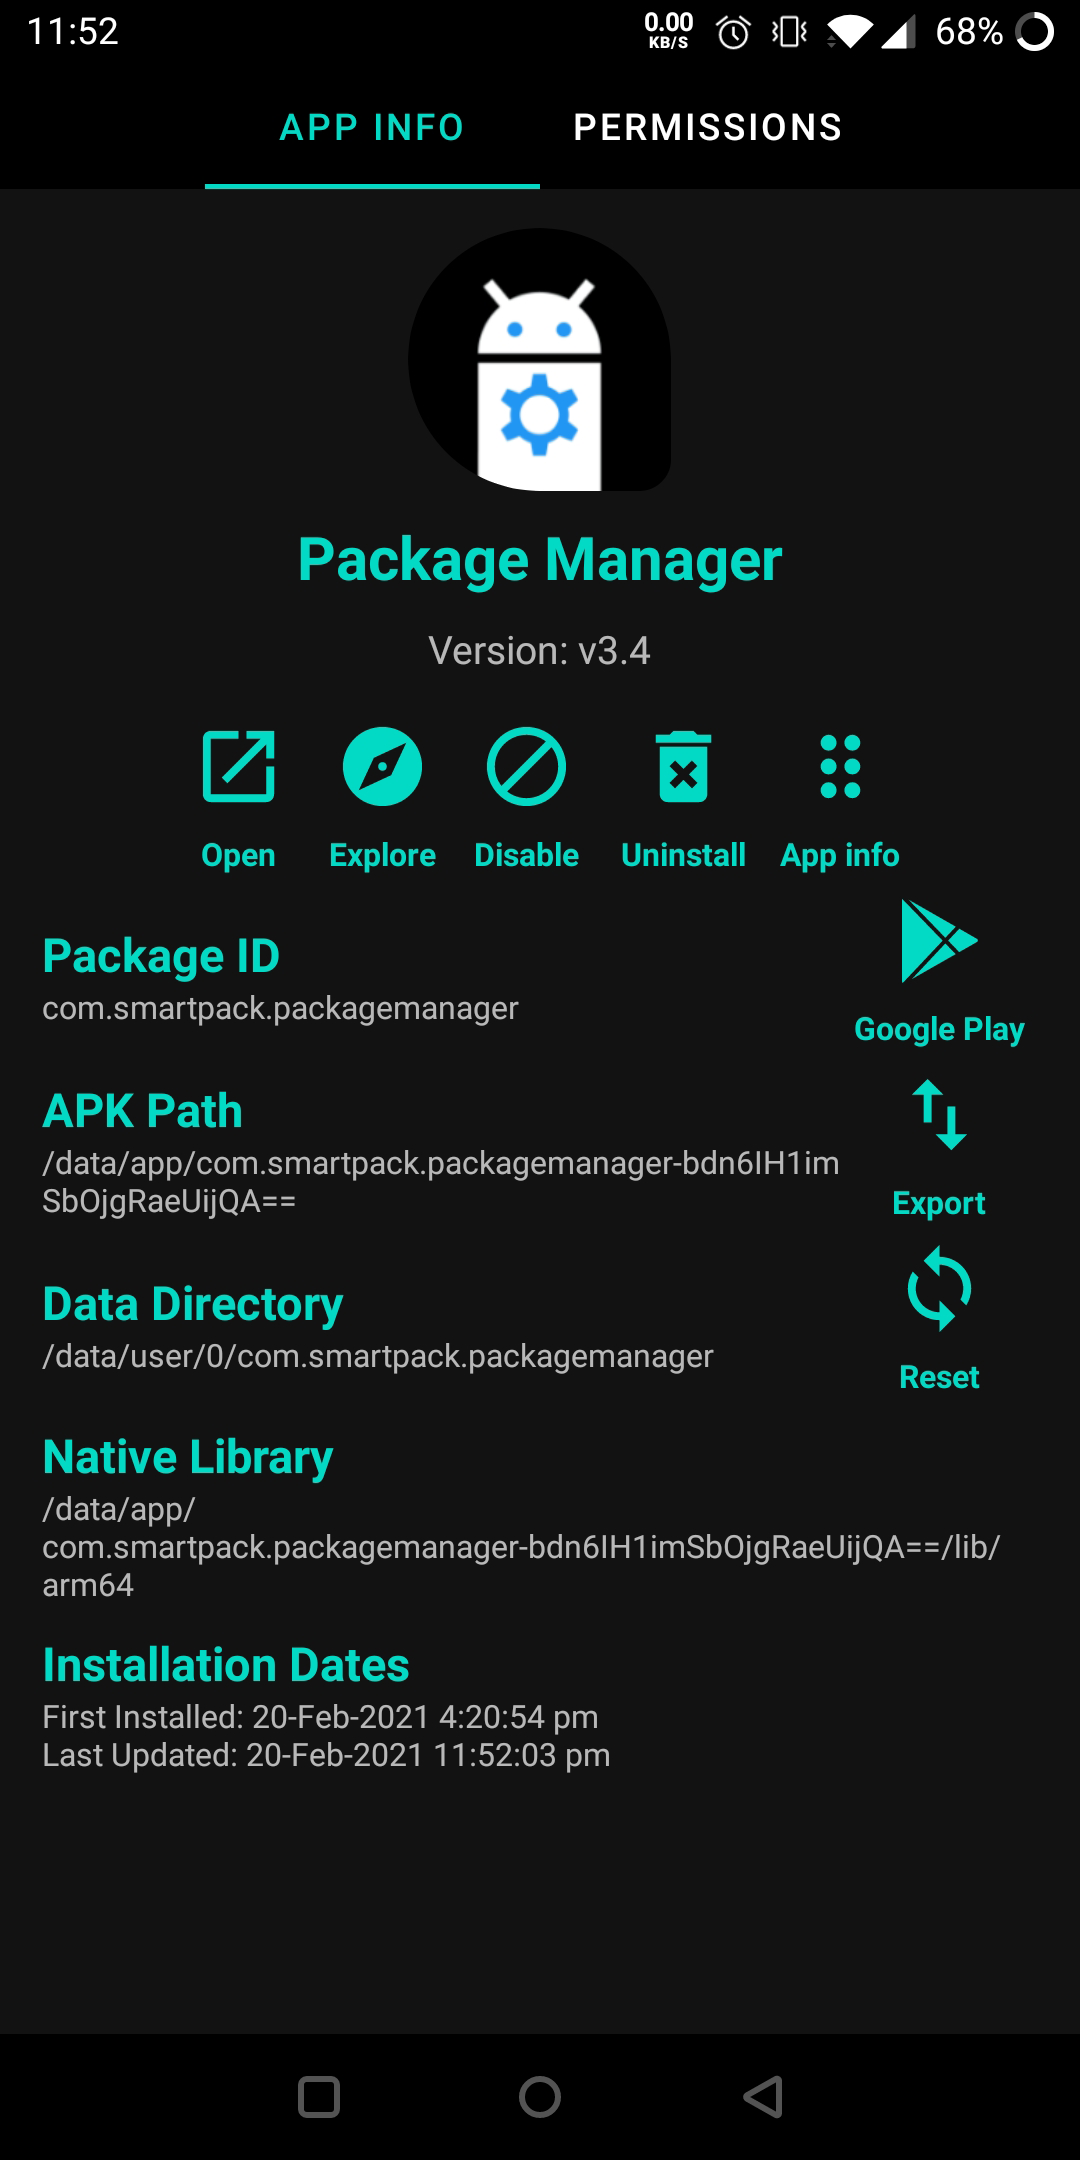 11:52
0.00
KB/S
68%
APP INFO
PERMISSIONS
Package Manager
Version: v3.4
Open
Explore
Disable
Uninstall
App info
Package ID
com.smartpack.packagemanager
Google Play
APK Path
/data/app/com.smartpack.packagemanager-bdn6IH1im
SbOjgRaeUijQA==
Export
Data Directory
/data/user/0/com.smartpack.packagemanager
Reset
Native Library
/data/app/
com.smartpack.packagemanager-bdn6IH1imSbOjgRaeUijQA==/lib/
arm64
Installation Dates
First Installed: 20-Feb-2021 4:20:54 pm
Last Updated: 20-Feb-2021 11:52:03 pm